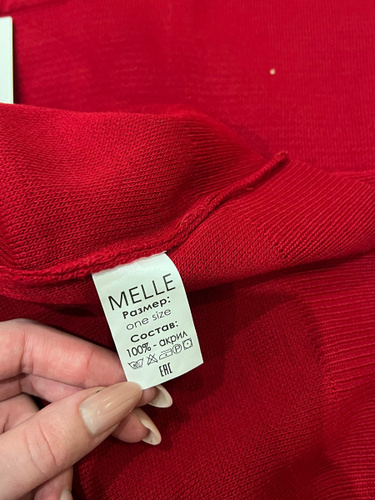 MELLE
Размер:
one size
Состав:
100% - акрил
EAC